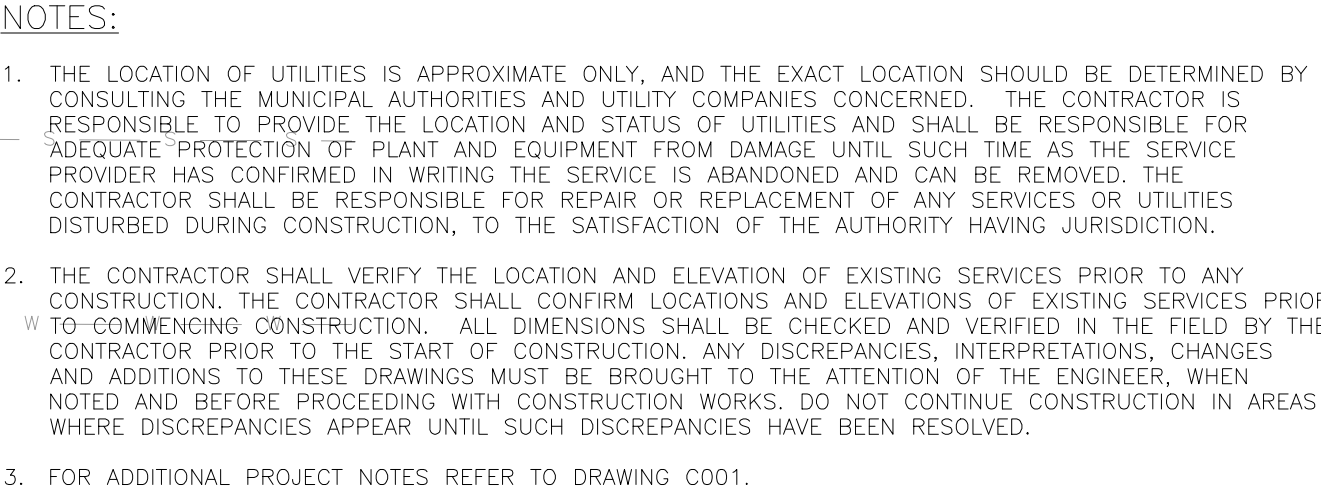 NOTES:
1. THE LOCATION OF UTILITIES IS APPROXIMATE ONLY, AND THE EXACT LOCATION SHOULD BE DETERMINED BY
CONSULTING THE MUNICIPAL AUTHORITIES AND UTILITY COMPANIES CONCERNED. THE CONTRACTOR IS
RESPONSIBLE TO PROVIDE THE LOCATION AND STATUS OF UTILITIES AND SHALL BE RESPONSIBLE FOR
S S S
ADEQUATE PROTECTION OF PLANT AND EQUIPMENT FROM DAMAGE UNTIL SUCH TIME AS THE SERVICE
PROVIDER HAS CONFIRMED IN WRITING THE SERVICE IS ABANDONED AND CAN BE REMOVED. THE
CONTRACTOR SHALL BE RESPONSIBLE FOR REPAIR OR REPLACEMENT OF ANY SERVICES OR UTILITIES
DISTURBED DURING CONSTRUCTION, TO THE SATISFACTION OF THE AUTHORITY HAVING JURISDICTION.
2. THE CONTRACTOR SHALL VERIFY THE LOCATION AND ELEVATION OF EXISTING SERVICES PRIOR TO ANY
CONSTRUCTION. THE CONTRACTOR SHALL CONFIRM LOCATIONS AND ELEVATIONS OF EXISTING SERVICES PRIOR
W W W
TO COMMENCING CONSTRUCTION. ALL DIMENSIONS SHALL BE CHECKED AND VERIFIED IN THE FIELD BY THE
CONTRACTOR PRIOR TO THE START OF CONSTRUCTION. ANY DISCREPANCIES, INTERPRETATIONS, CHANGES
AND ADDITIONS TO THESE DRAWINGS MUST BE BROUGHT TO THE ATTENTION OF THE ENGINEER, WHEN
NOTED AND BEFORE PROCEEDING WITH CONSTRUCTION WORKS. DO NOT CONTINUE CONSTRUCTION IN AREAS
WHERE DISCREPANCIES APPEAR UNTIL SUCH DISCREPANCIES HAVE BEEN RESOLVED.
3. FOR ADDITIONAL PROJECT NOTES REFER TO DRAWING C001.